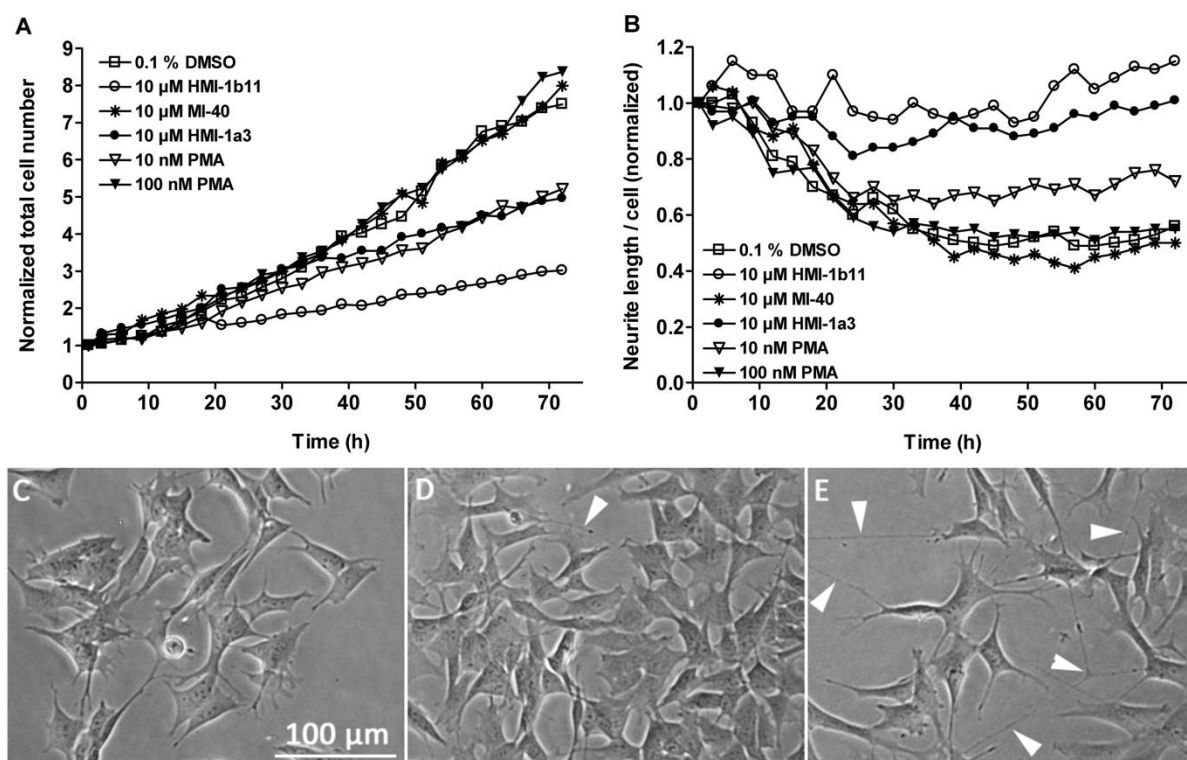 A
Normalized total cell number
9
8
7
6
5
4
3
2
1
0
0.1 % DMSO
10 µM HMI-1b11
10 µM MI-40
10 µM HMI-1a3
10 nM PMA
100 nM PMA
0 10 20 30 40 50 60 70
Time (h)
B
Neurite length / cell (normalized)
1.2
1.0
0.8
0.6
0.4
0.2
0.0
0.1 % DMSO
10 µM HMI-1b11
10 µM MI-40
10 µM HMI-1a3
10 nM PMA
100 nM PMA
0 10 20 30 40 50 60 70
Time (h)
C
100 µm
D
E